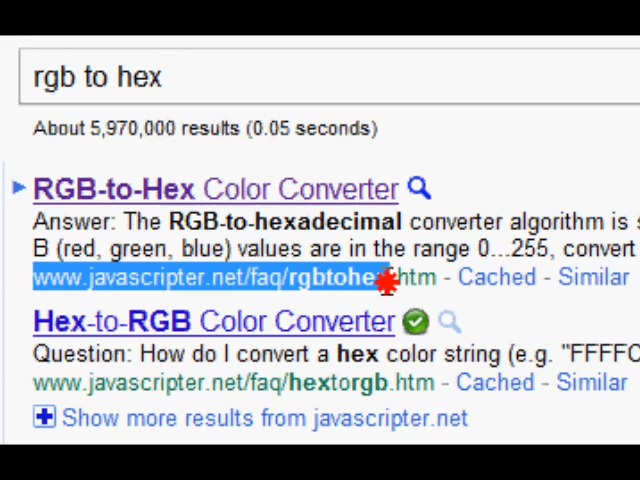 rgb to hex
About 5,970,000 results (0.05 seconds)
RGB-to-Hex Color Converter
Answer: The RGB-to-hexadecimal converter algorithm is
B (red, green, blue) values are in the range 0...255, convert
www.javascripter.net/faq/rgbtohex.htm - Cached - Similar
Hex-to-RGB Color Converter
Question: How do I convert a hex color string (e.g. "FFFFC
www.javascripter.net/faq/hextorgb.htm - Cached - Similar
Show more results from javascripter.net